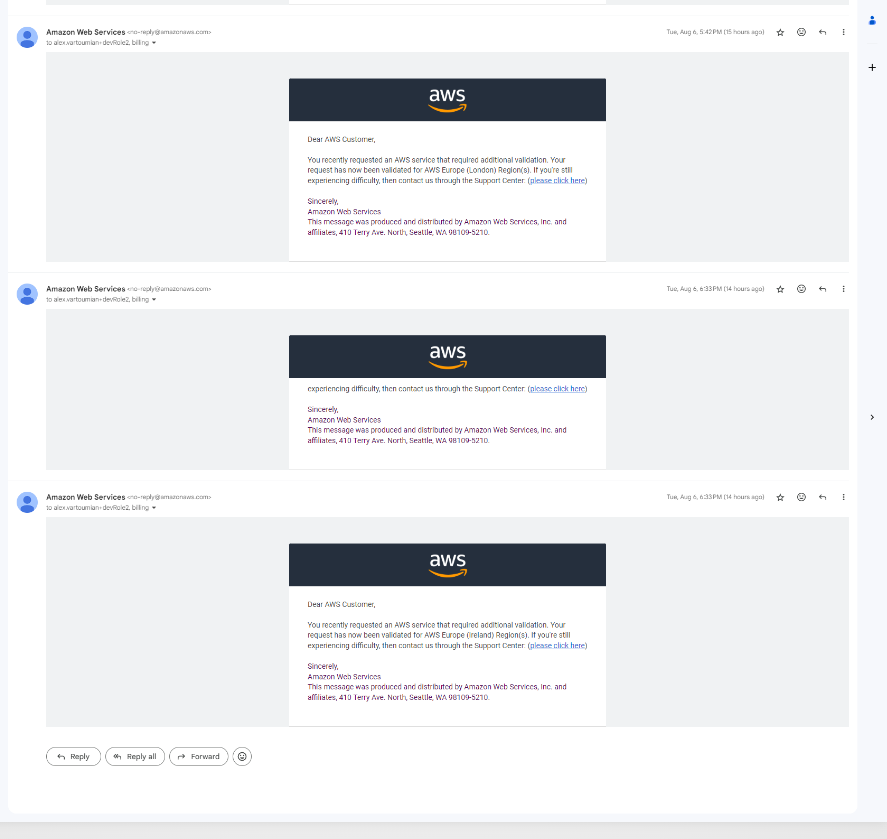 Amazon Web Services <no-reply@amazonaws.com>
Tue, Aug 6, 5:42 PM (15 hours ago)
to alex.vartoumian+devRole2, billing
aws
Dear AWS Customer,
You recently requested an AWS service that required additional validation. Your
request has now been validated for AWS Europe (London) Region(s). If you're still
experiencing difficulty, then contact us through the Support Center: (please click here)
Sincerely,
Amazon Web Services
This message was produced and distributed by Amazon Web Services, Inc. and
affiliates, 410 Terry Ave. North, Seattle, WA 98109-5210.
Amazon Web Services <no-reply@amazonaws.com>
Tue, Aug 6, 6:33 PM (14 hours ago)
to alex.vartoumian+devRole2, billing
aws
experiencing difficulty, then contact us through the Support Center: (please click here)
Sincerely,
Amazon Web Services
This message was produced and distributed by Amazon Web Services, Inc. and
affiliates, 410 Terry Ave. North, Seattle, WA 98109-5210.
Amazon Web Services <no-reply@amazonaws.com>
Tue, Aug 6, 6:33 PM (14 hours ago)
to alex.vartoumian+devRole2, billing
aws
Dear AWS Customer,
You recently requested an AWS service that required additional validation. Your
request has now been validated for AWS Europe (Ireland) Region(s). If you're still
experiencing difficulty, then contact us through the Support Center: (please click here)
Sincerely,
Amazon Web Services
This message was produced and distributed by Amazon Web Services, Inc. and
affiliates, 410 Terry Ave. North, Seattle, WA 98109-5210.
Reply Reply all Forward